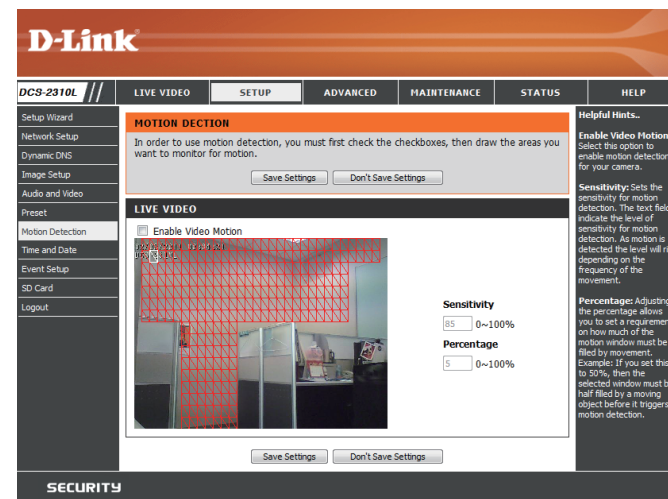 D-Link
DCS-2310L // LIVE VIDEO SETUP ADVANCED MAINTENANCE STATUS HELP
Setup Wizard
Network Setup
Dynamic DNS
Image Setup
Audio and Video
Preset
Motion Detection
Time and Date
Event Setup
SD Card
Logout
MOTION DECTION
In order to use motion detection, you must first check the checkboxes, then draw the areas you
want to monitor for motion.
Save Settings Don't Save Settings
LIVE VIDEO
Enable Video Motion
Sensitivity
85 0~100%
Percentage
5 0~100%
Save Settings Don't Save Settings
Helpful Hints..
Enable Video Motion
Select this option to
enable motion detection
for your camera.
Sensitivity: Sets the
sensitivity for motion
detection. The text field
indicate the level of
sensitivity for motion
detection. As motion is
detected the level will ri
depending on the
frequency of the
movement.
Percentage: Adjusting
the percentage allows
you to set a requiremen
on how much of the
motion window must be
filled by movement.
Example: If you set this
to 50%, then the
selected window must b
half filled by a moving
object before it triggers
motion detection.
SECURITY